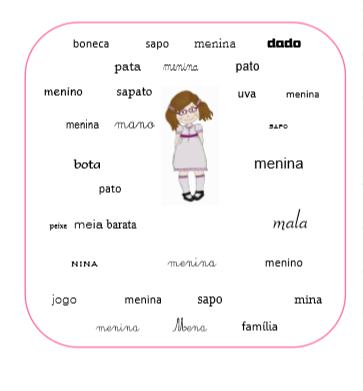 boneca sapo menina dado
pata menina pato
menino sapato uva menina
menina mano SAPO
bota menina
pato
peixe meia barata mala
NINA menina menino
jogo menina sapo mina
menina Mena família